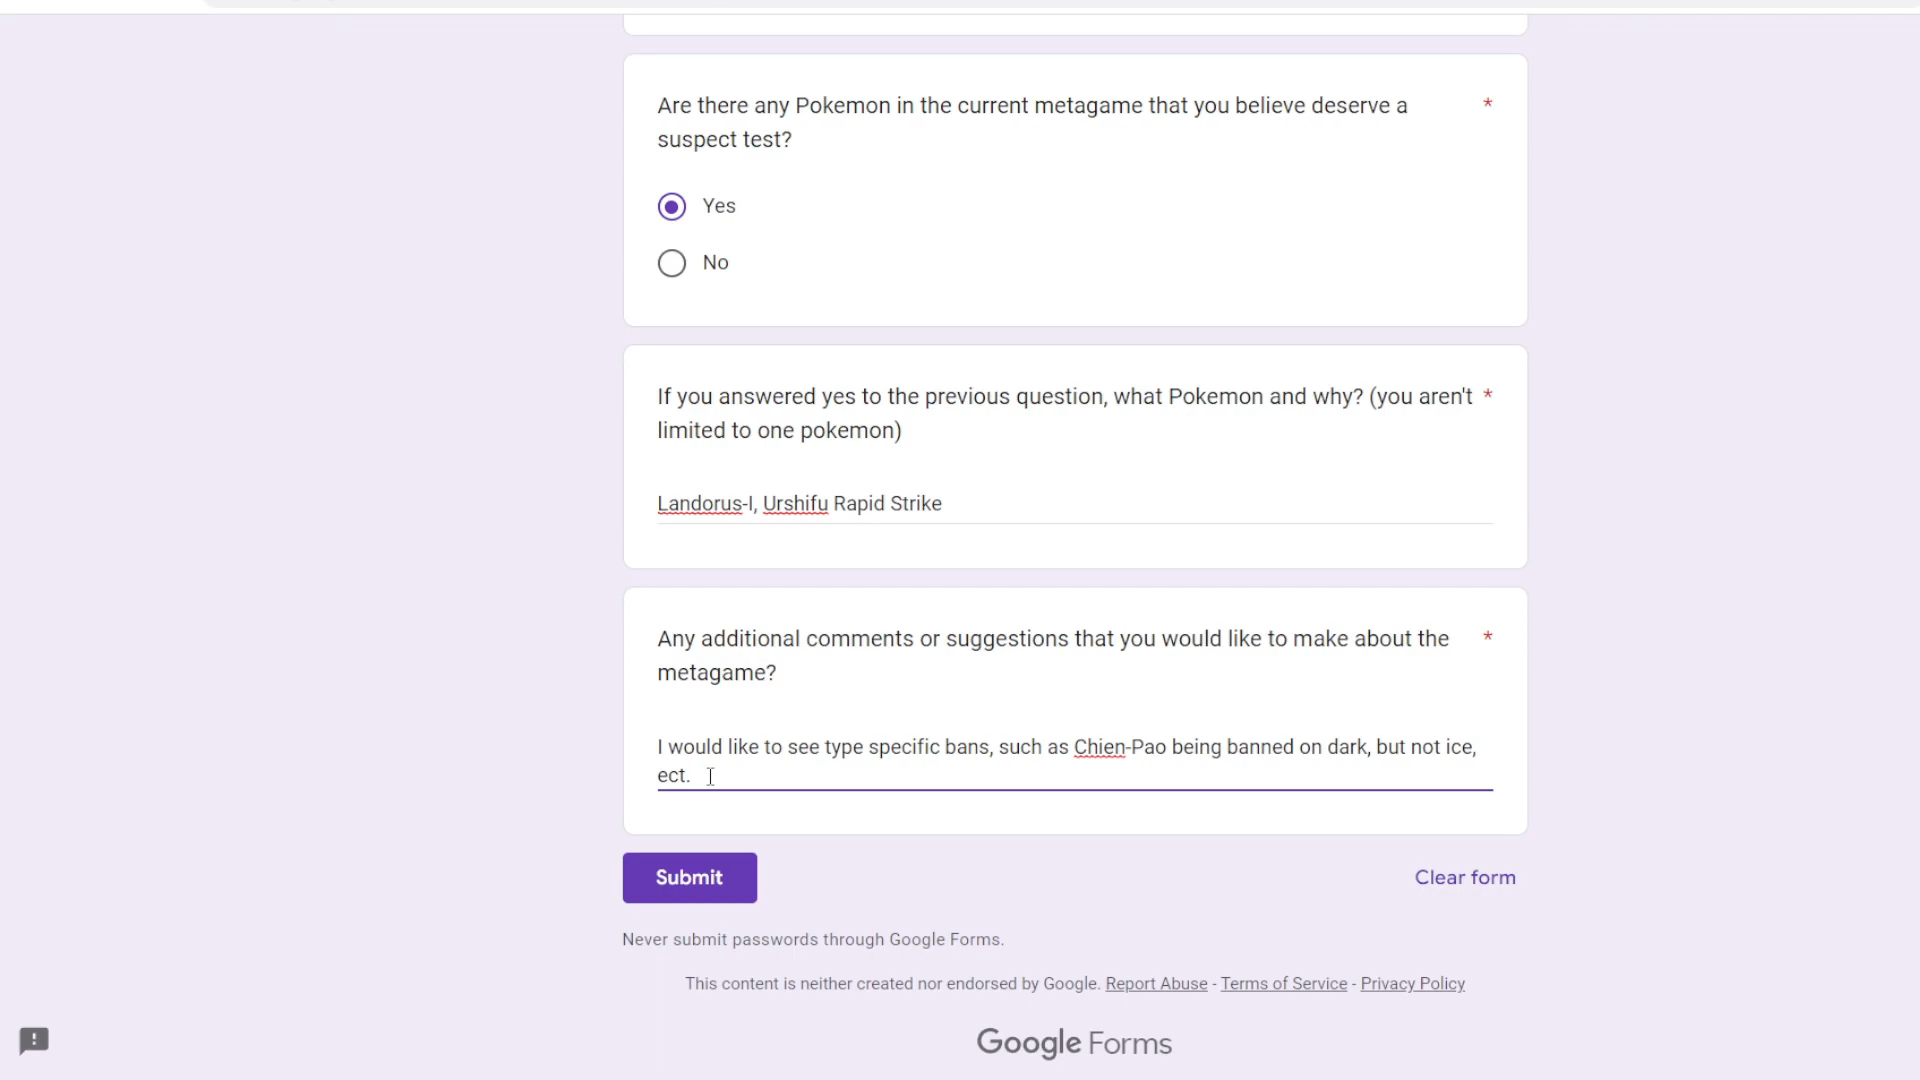 Are there any Pokemon in the current metagame that you believe deserve a *
suspect test?
Yes
No
If you answered yes to the previous question, what Pokemon and why? (you aren't *
limited to one pokemon)
Landorus-I, Urshifu Rapid Strike
Any additional comments or suggestions that you would like to make about the *
metagame?
I would like to see type specific bans, such as Chien-Pao being banned on dark, but not ice,
ect.
Submit
Clear form
Never submit passwords through Google Forms.
This content is neither created nor endorsed by Google. Report Abuse - Terms of Service - Privacy Policy
Google Forms